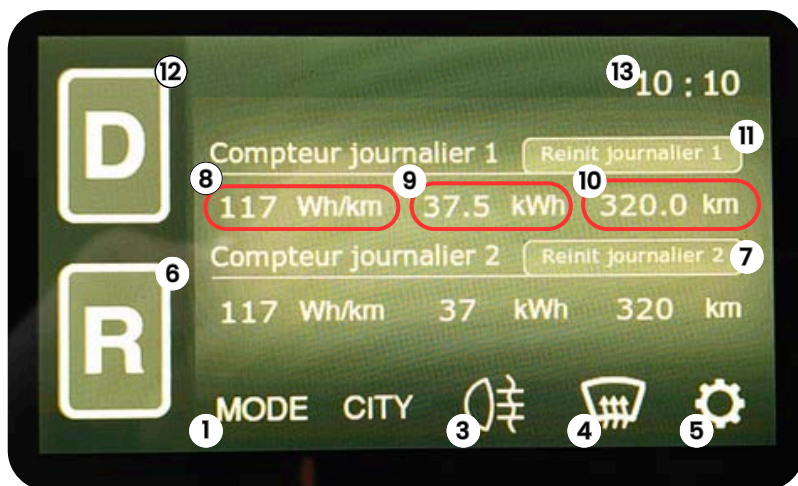 12
D
13
10 : 10
Compteur journalier 1
Reinit journalier 1
11
8
117 Wh/km
9
37.5 kWh
10
320.0 km
Compteur journalier 2
Reinit journalier 2
7
6
R
117 Wh/km 37 kWh 320 km
MODE CITY
1
3
4
5